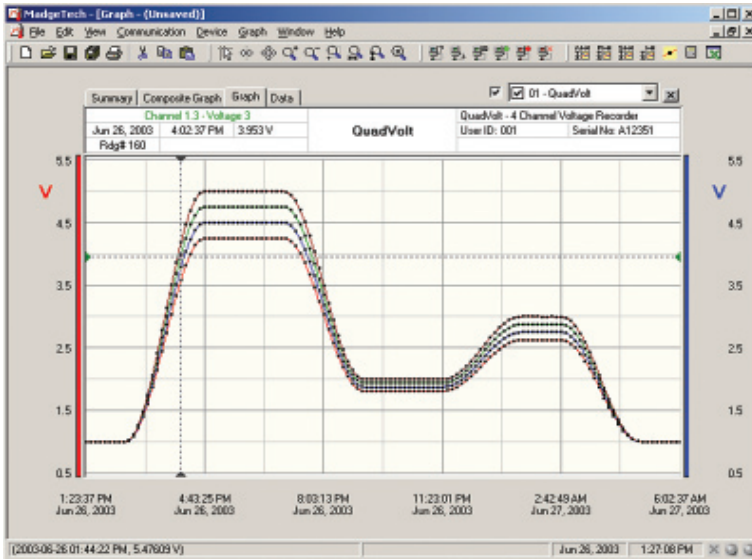 MadgeTech - [Graph - (Unsaved)]
File Edit View Communication Device Graph Window Help
Summary Composite Graph Graph Data
01 - QuadVolt
Channel 1.3 - Voltage 3
Jun 26, 2003 4:02:37 PM 3.953 V
Rdg# 160
QuadVolt
QuadVolt - 4 Channel Voltage Recorder
User ID: 001 Serial No: A12351
5.5 5.5
V V
4.5 4.5
3.5 3.5
2.5 2.5
1.5 1.5
0.5 0.5
1:23:37 PM 4:43:25 PM 8:03:13 PM 11:23:01 PM 2:42:49 AM 6:02:37 AM
Jun 26, 2003 Jun 26, 2003 Jun 26, 2003 Jun 26, 2003 Jun 27, 2003 Jun 27, 2003
(2003-06-26 01:44:22 PM, 5.47609 V) Jun 26, 2003 1:27:08 PM